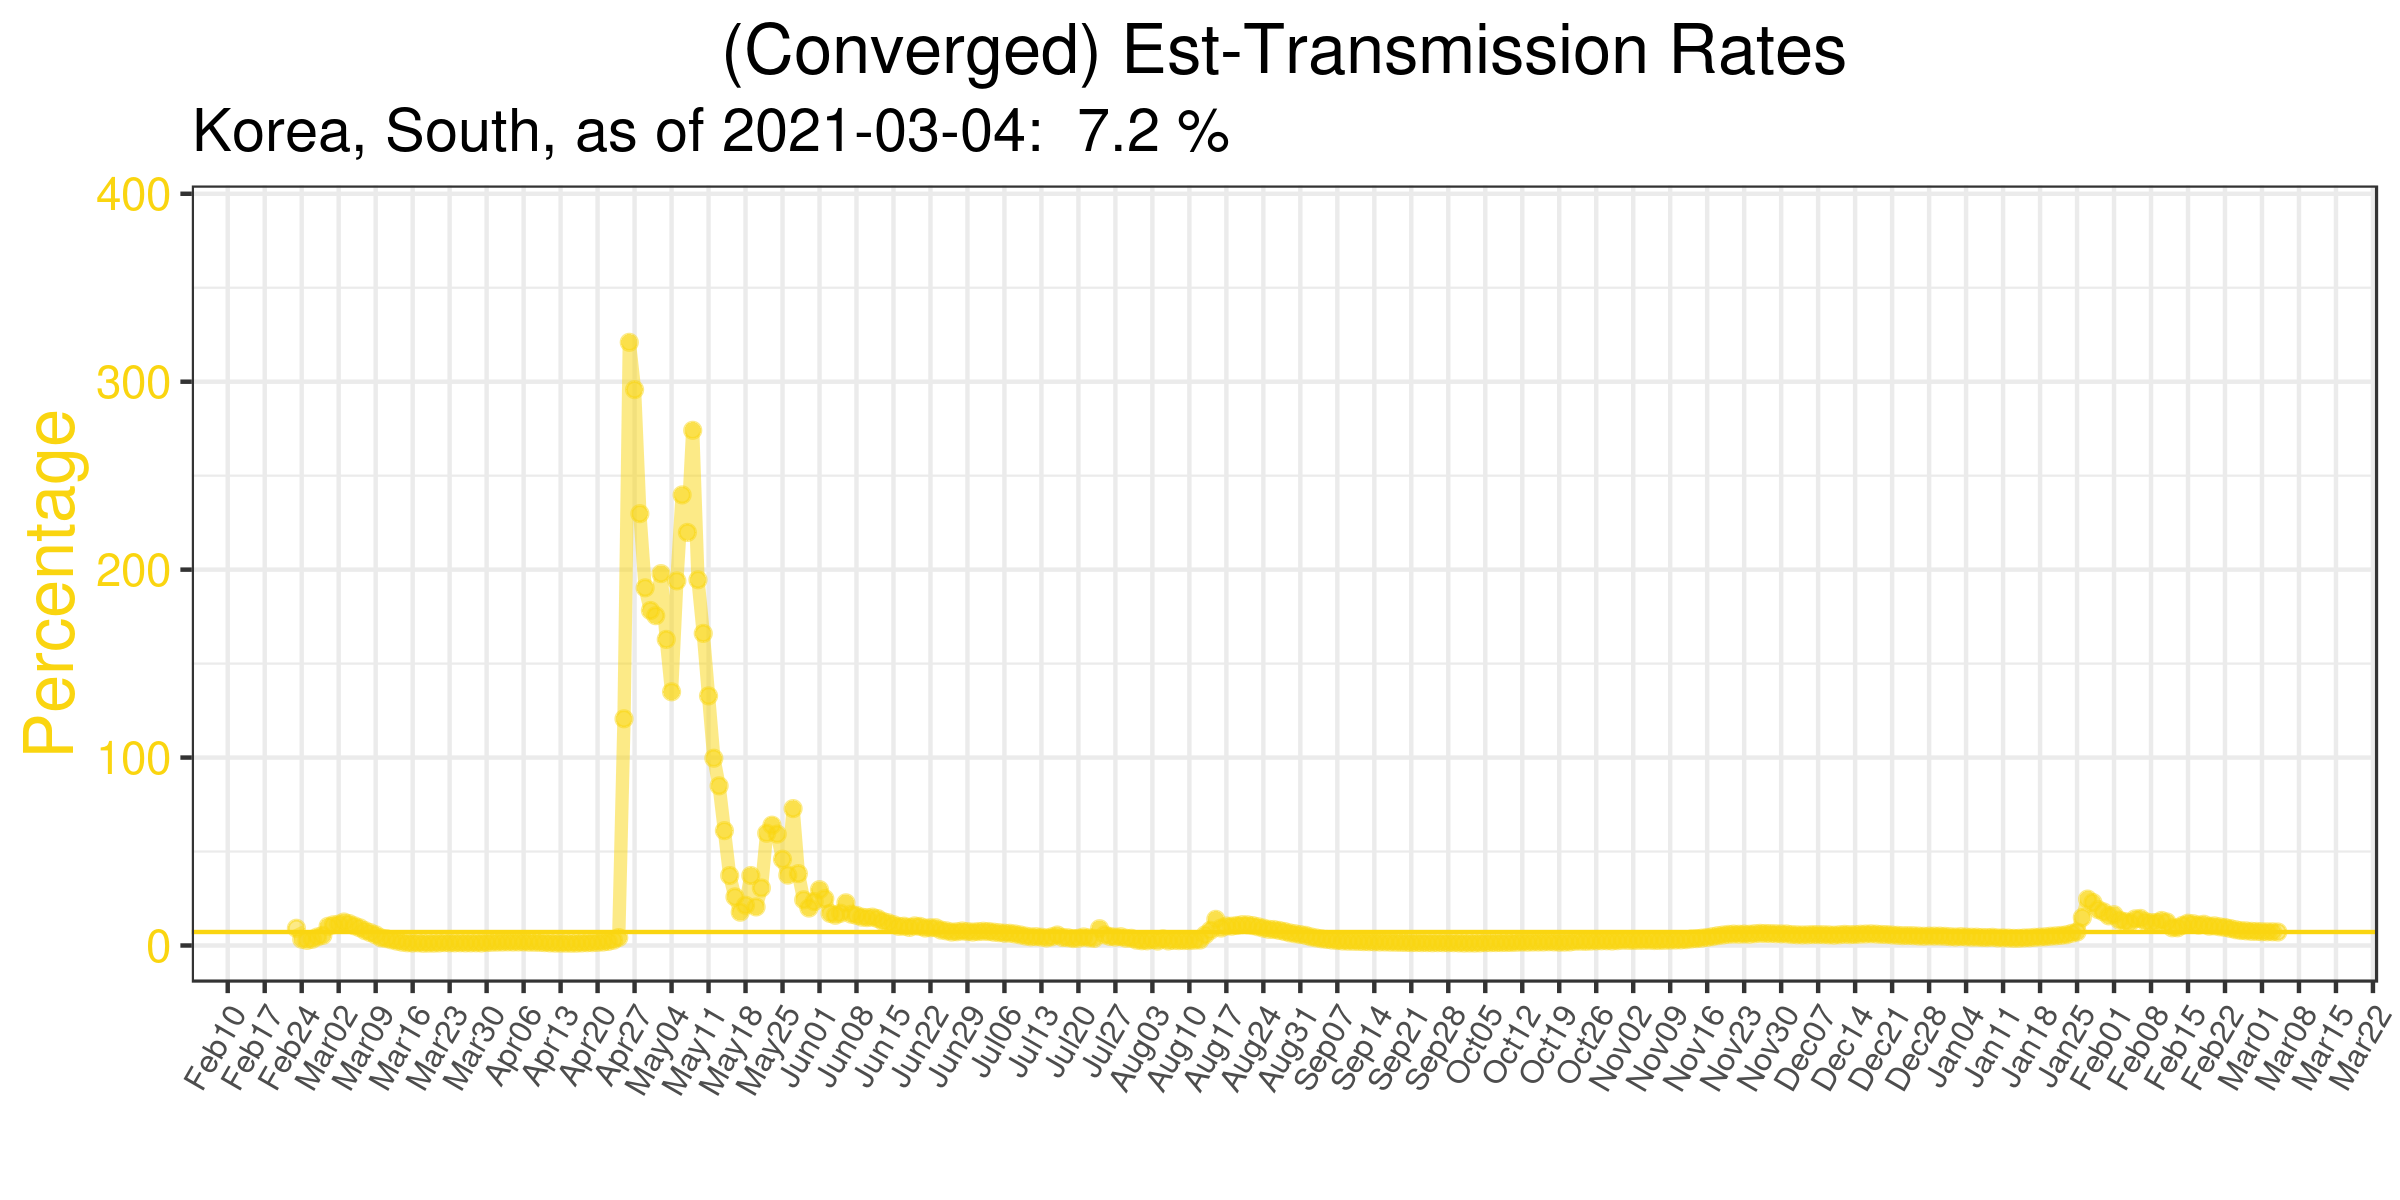 (Converged) Est-Transmission Rates
Korea, South, as of 2021-03-04:  7.2 %
Percentage
400
300
200
100
0
Feb10
Feb17
Feb24
Mar02
Mar09
Mar16
Mar23
Mar30
Apr06
Apr13
Apr20
Apr27
May04
May11
May18
May25
Jun01
Jun08
Jun15
Jun22
Jun29
Jul06
Jul13
Jul20
Jul27
Aug03
Aug10
Aug17
Aug24
Aug31
Sep07
Sep14
Sep21
Sep28
Oct05
Oct12
Oct19
Oct26
Nov02
Nov09
Nov16
Nov23
Nov30
Dec07
Dec14
Dec21
Dec28
Jan04
Jan11
Jan18
Jan25
Feb01
Feb08
Feb15
Feb22
Mar01
Mar08
Mar15
Mar22